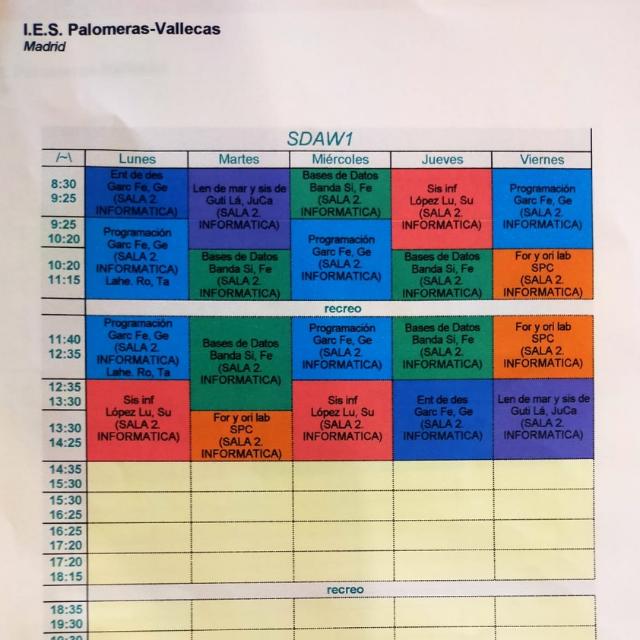 I.E.S. Palomeras-Vallecas
Madrid
SDAW1
/~\ Lunes Martes Miércoles Jueves Viernes
8:30
9:25
Ent de des
Garc Fe, Ge
(SALA 2.
INFORMATICA)
Len de mar y sis de
Guti Lá, JuCa
(SALA 2.
INFORMATICA)
Bases de Datos
Banda Si, Fe
(SALA 2.
INFORMATICA)
Sis inf
López Lu, Su
(SALA 2.
INFORMATICA)
Programación
Garc Fe, Ge
(SALA 2.
INFORMATICA)
9:25
10:20
Programación
Garc Fe, Ge
(SALA 2.
INFORMATICA)
Lahe. Ro, Ta
Programación
Garc Fe, Ge
(SALA 2.
INFORMATICA)
10:20
11:15
Bases de Datos
Banda Si, Fe
(SALA 2.
INFORMATICA)
Bases de Datos
Banda Si, Fe
(SALA 2.
INFORMATICA)
For y ori lab
SPC
(SALA 2.
INFORMATICA)
recreo
11:40
12:35
Programación
Garc Fe, Ge
(SALA 2.
INFORMATICA)
Lahe. Ro, Ta
Bases de Datos
Banda Si, Fe
(SALA 2.
INFORMATICA)
Programación
Garc Fe, Ge
(SALA 2.
INFORMATICA)
Bases de Datos
Banda Si, Fe
(SALA 2.
INFORMATICA)
For y ori lab
SPC
(SALA 2.
INFORMATICA)
12:35
13:30
Sis inf
López Lu, Su
(SALA 2.
INFORMATICA)
Sis inf
López Lu, Su
(SALA 2.
INFORMATICA)
Ent de des
Garc Fe, Ge
(SALA 2.
INFORMATICA)
Len de mar y sis de
Guti Lá, JuCa
(SALA 2.
INFORMATICA)
13:30
14:25
For y ori lab
SPC
(SALA 2.
INFORMATICA)
14:35
15:30
15:30
16:25
16:25
17:20
17:20
18:15
recreo
18:35
19:30